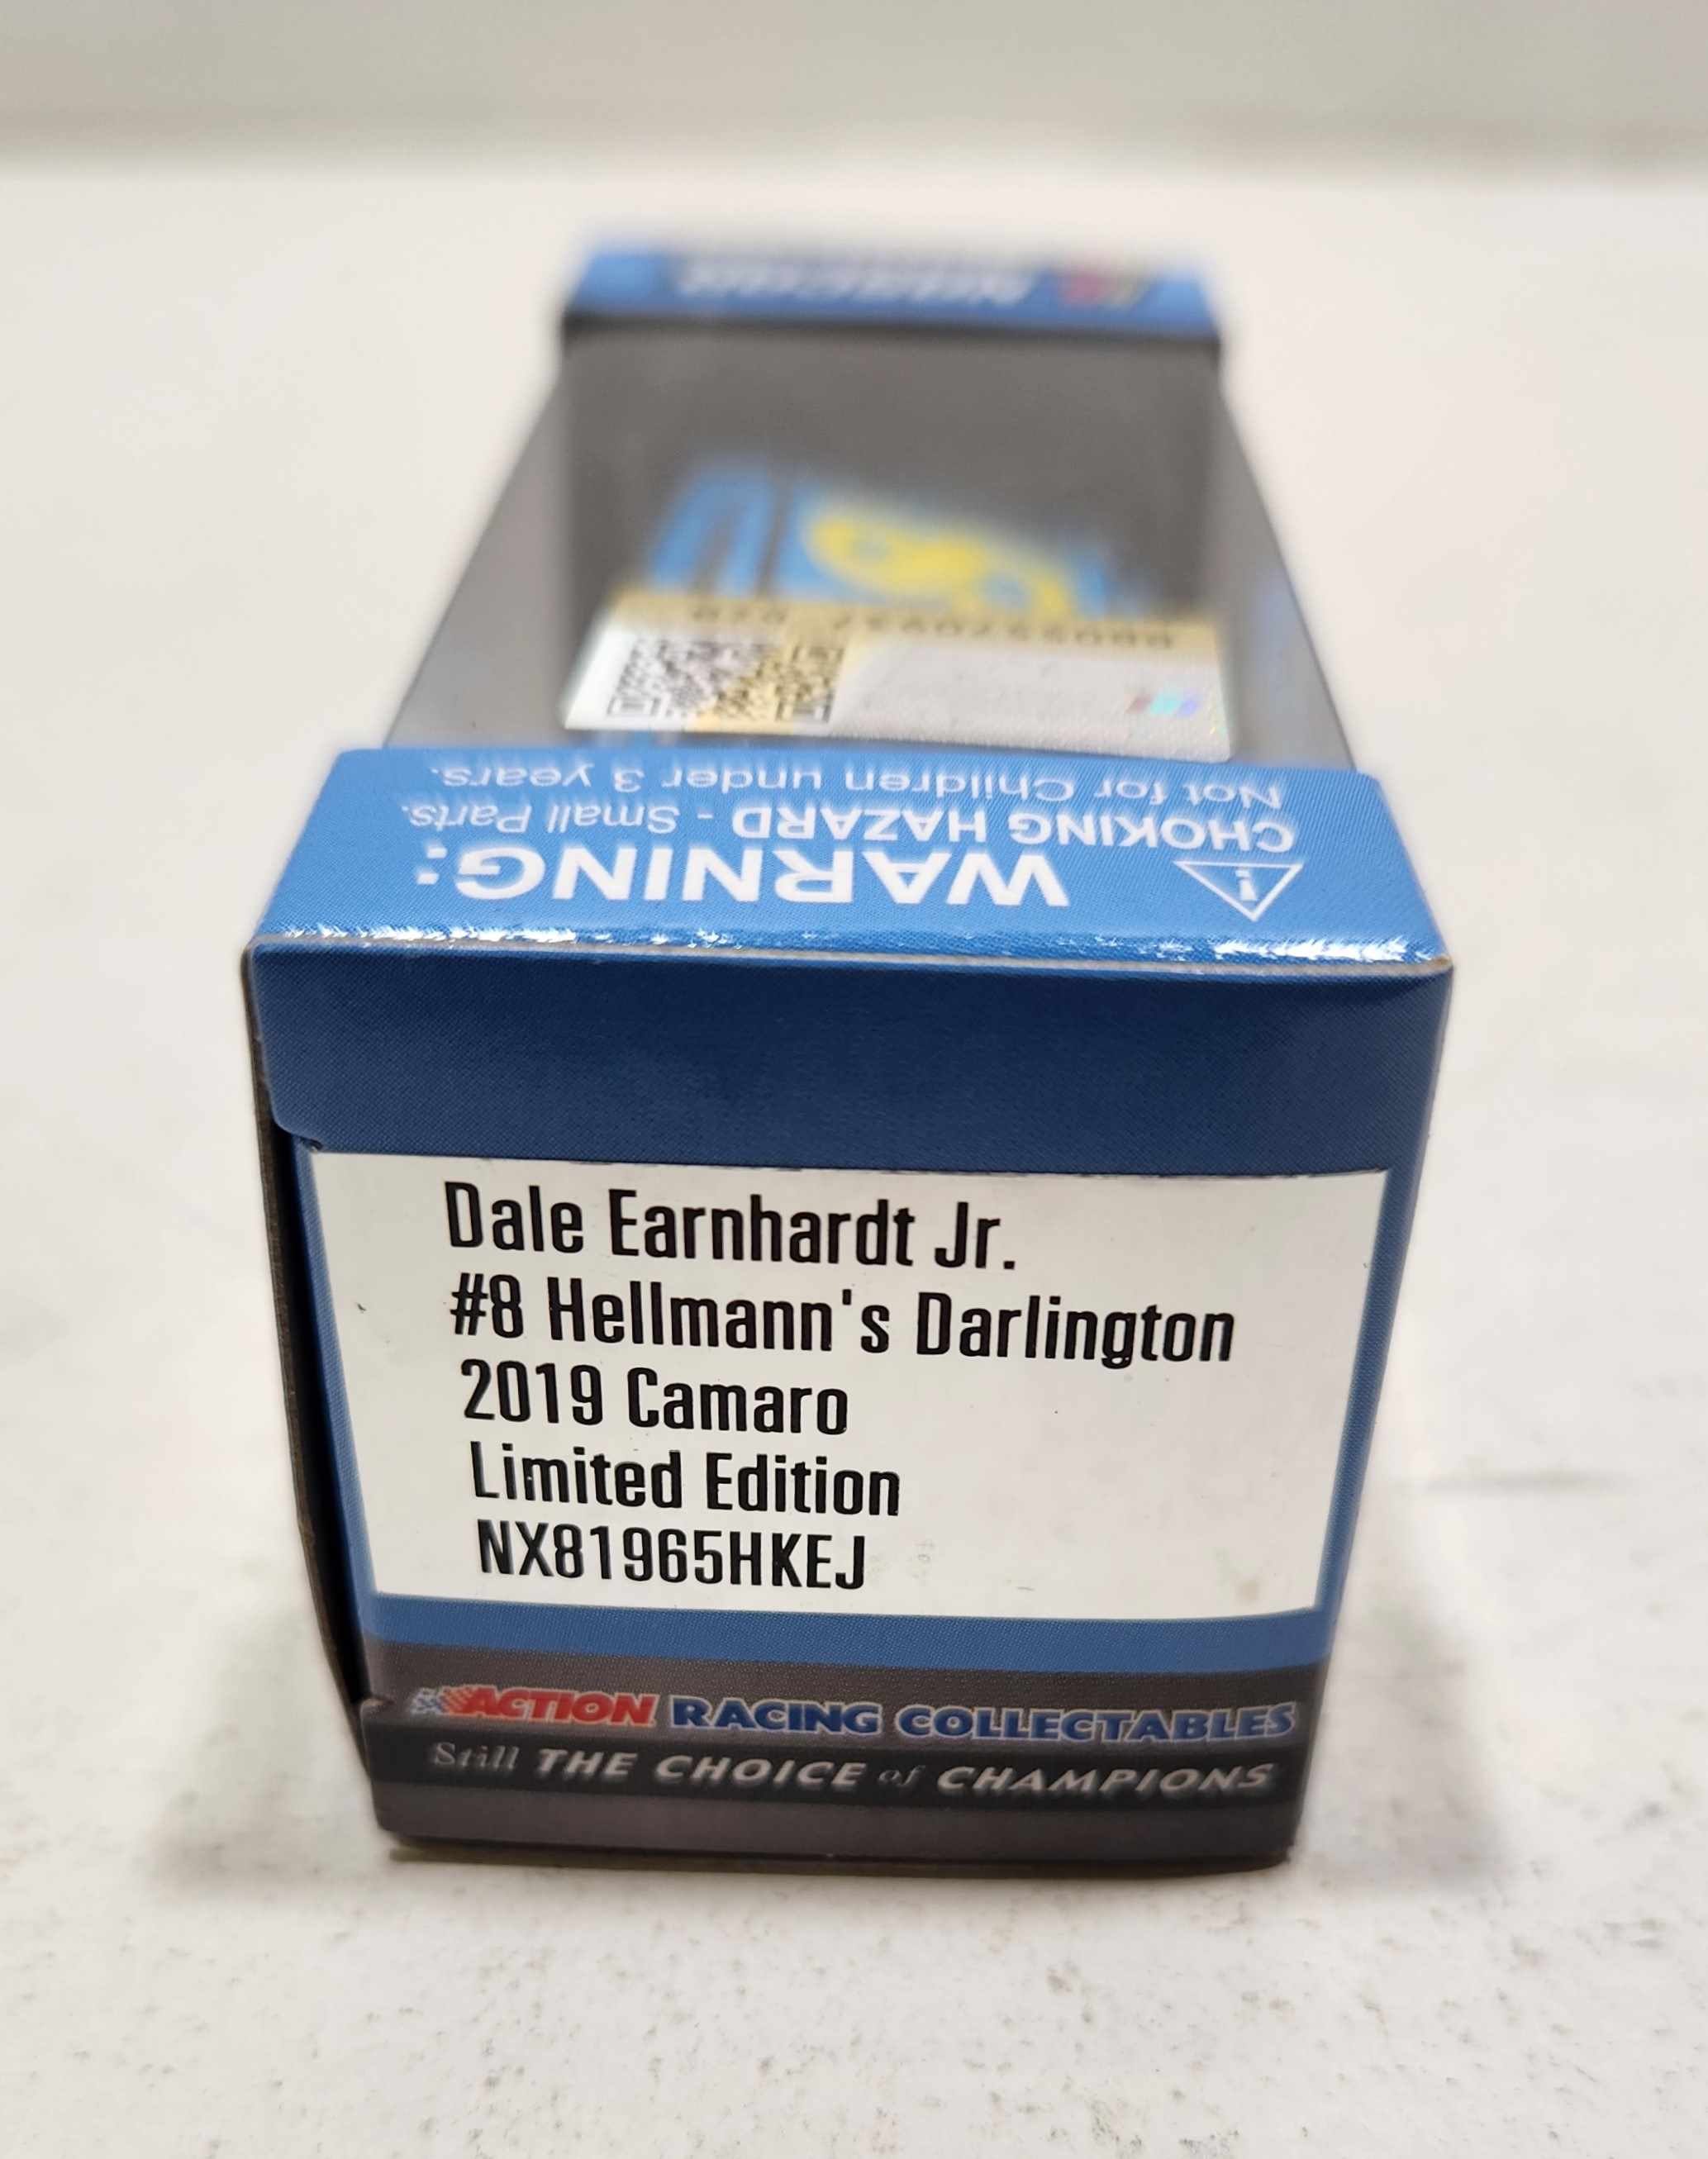 WARNING:
CHOKING HAZARD - Small Parts.
Not for Children under 3 years.
Dale Earnhardt Jr.
#8 Hellmann's Darlington
2019 Camaro
Limited Edition
NX81965HKEJ
ACTION RACING COLLECTABLES
Still THE CHOICE of CHAMPIONS